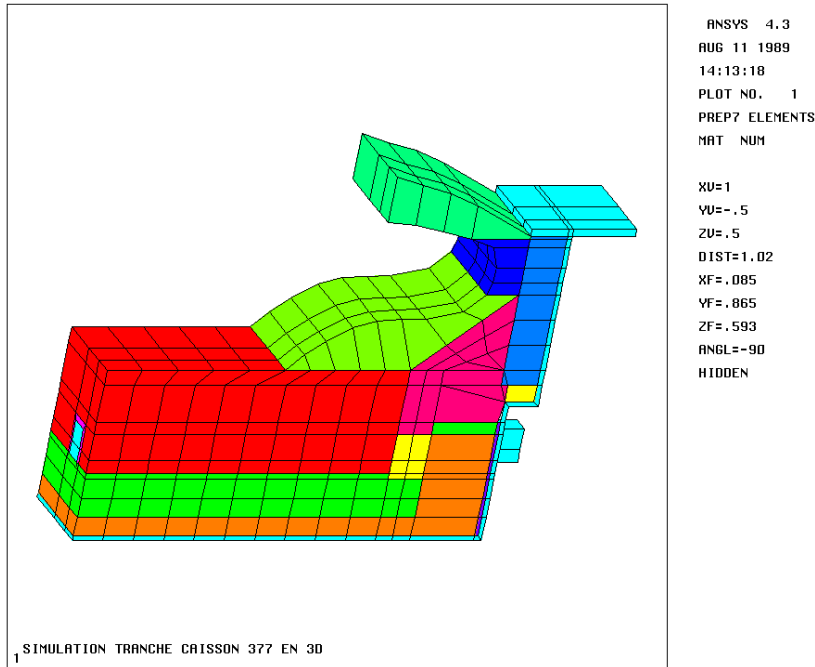 ANSYS 4.3
AUG 11 1989
14:13:18
PLOT NO. 1
PREP7 ELEMENTS
MAT NUM
XV=1
YV=-.5
ZV=.5
DIST=1.02
XF=.085
YF=.865
ZF=.593
ANGL=-90
HIDDEN
1
SIMULATION TRANCHE CAISSON 377 EN 3D